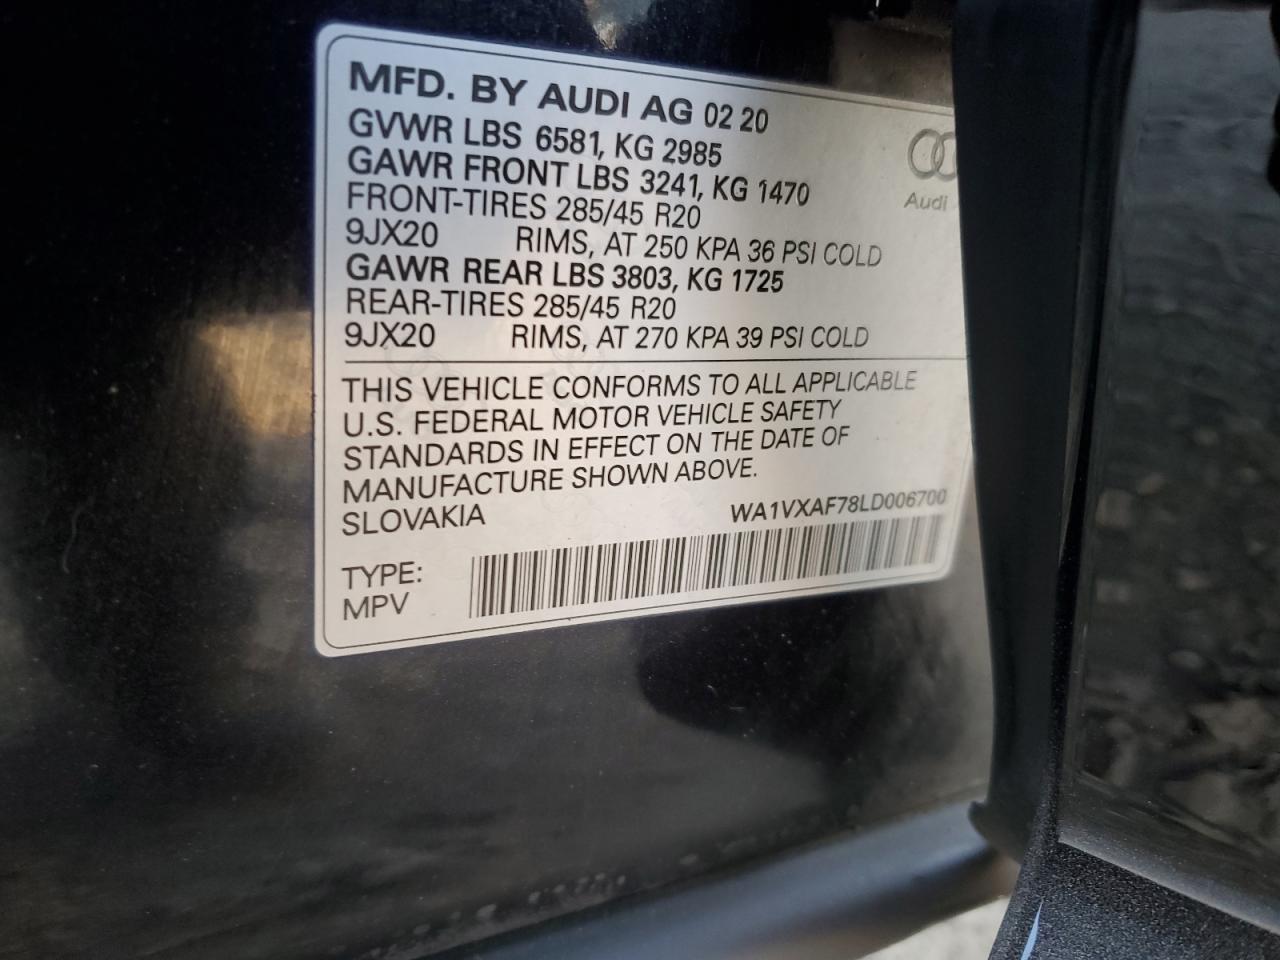 MFD. BY AUDI AG 02 20
GVWR LBS 6581, KG 2985
GAWR FRONT LBS 3241, KG 1470
FRONT-TIRES 285/45 R20
9JX20 RIMS, AT 250 KPA 36 PSI COLD
GAWR REAR LBS 3803, KG 1725
REAR-TIRES 285/45 R20
9JX20 RIMS, AT 270 KPA 39 PSI COLD
Audi
THIS VEHICLE CONFORMS TO ALL APPLICABLE
U.S. FEDERAL MOTOR VEHICLE SAFETY
STANDARDS IN EFFECT ON THE DATE OF
MANUFACTURE SHOWN ABOVE.
SLOVAKIA WA1VXAF78LD006700
TYPE:
MPV